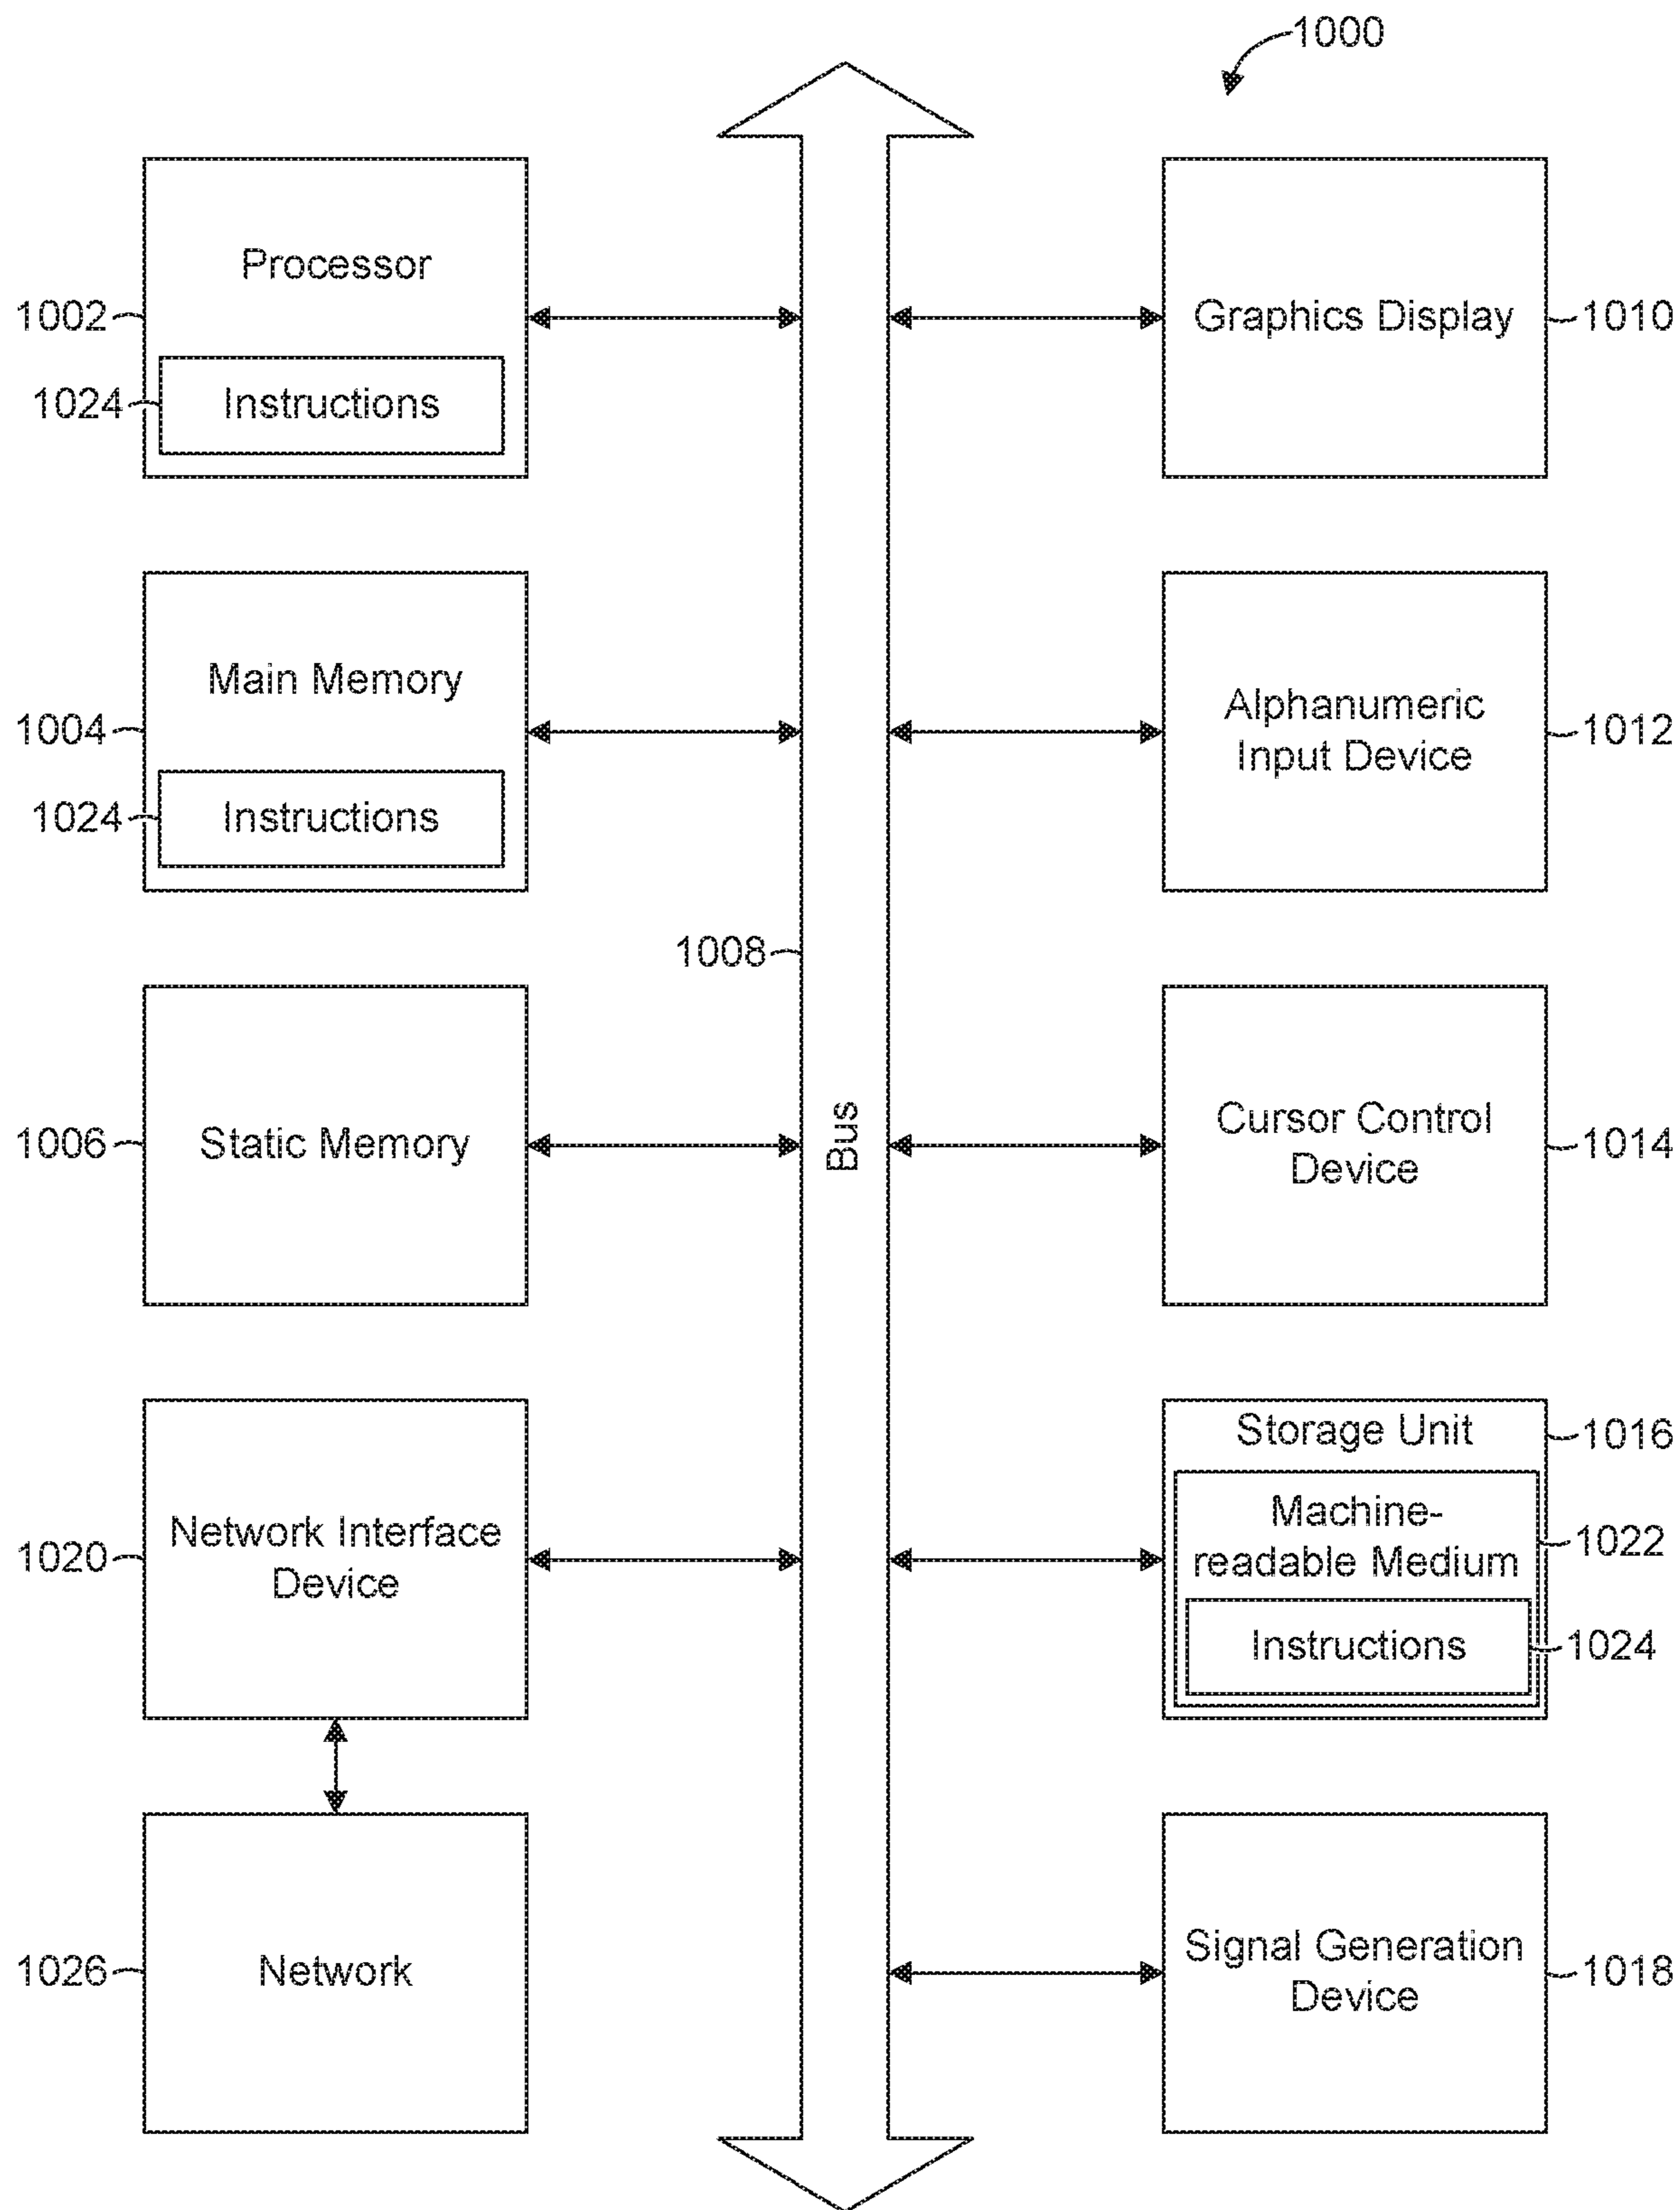 1000
Processor
1002
1024
Instructions
Graphics Display
1010
Main Memory
1004
1024
Instructions
Alphanumeric
Input Device
1012
1008
Bus
1006
Static Memory
Cursor Control
Device
1014
1020
Network Interface
Device
Storage Unit
1016
Machine-
readable Medium
1022
Instructions
1024
1026
Network
Signal Generation
Device
1018